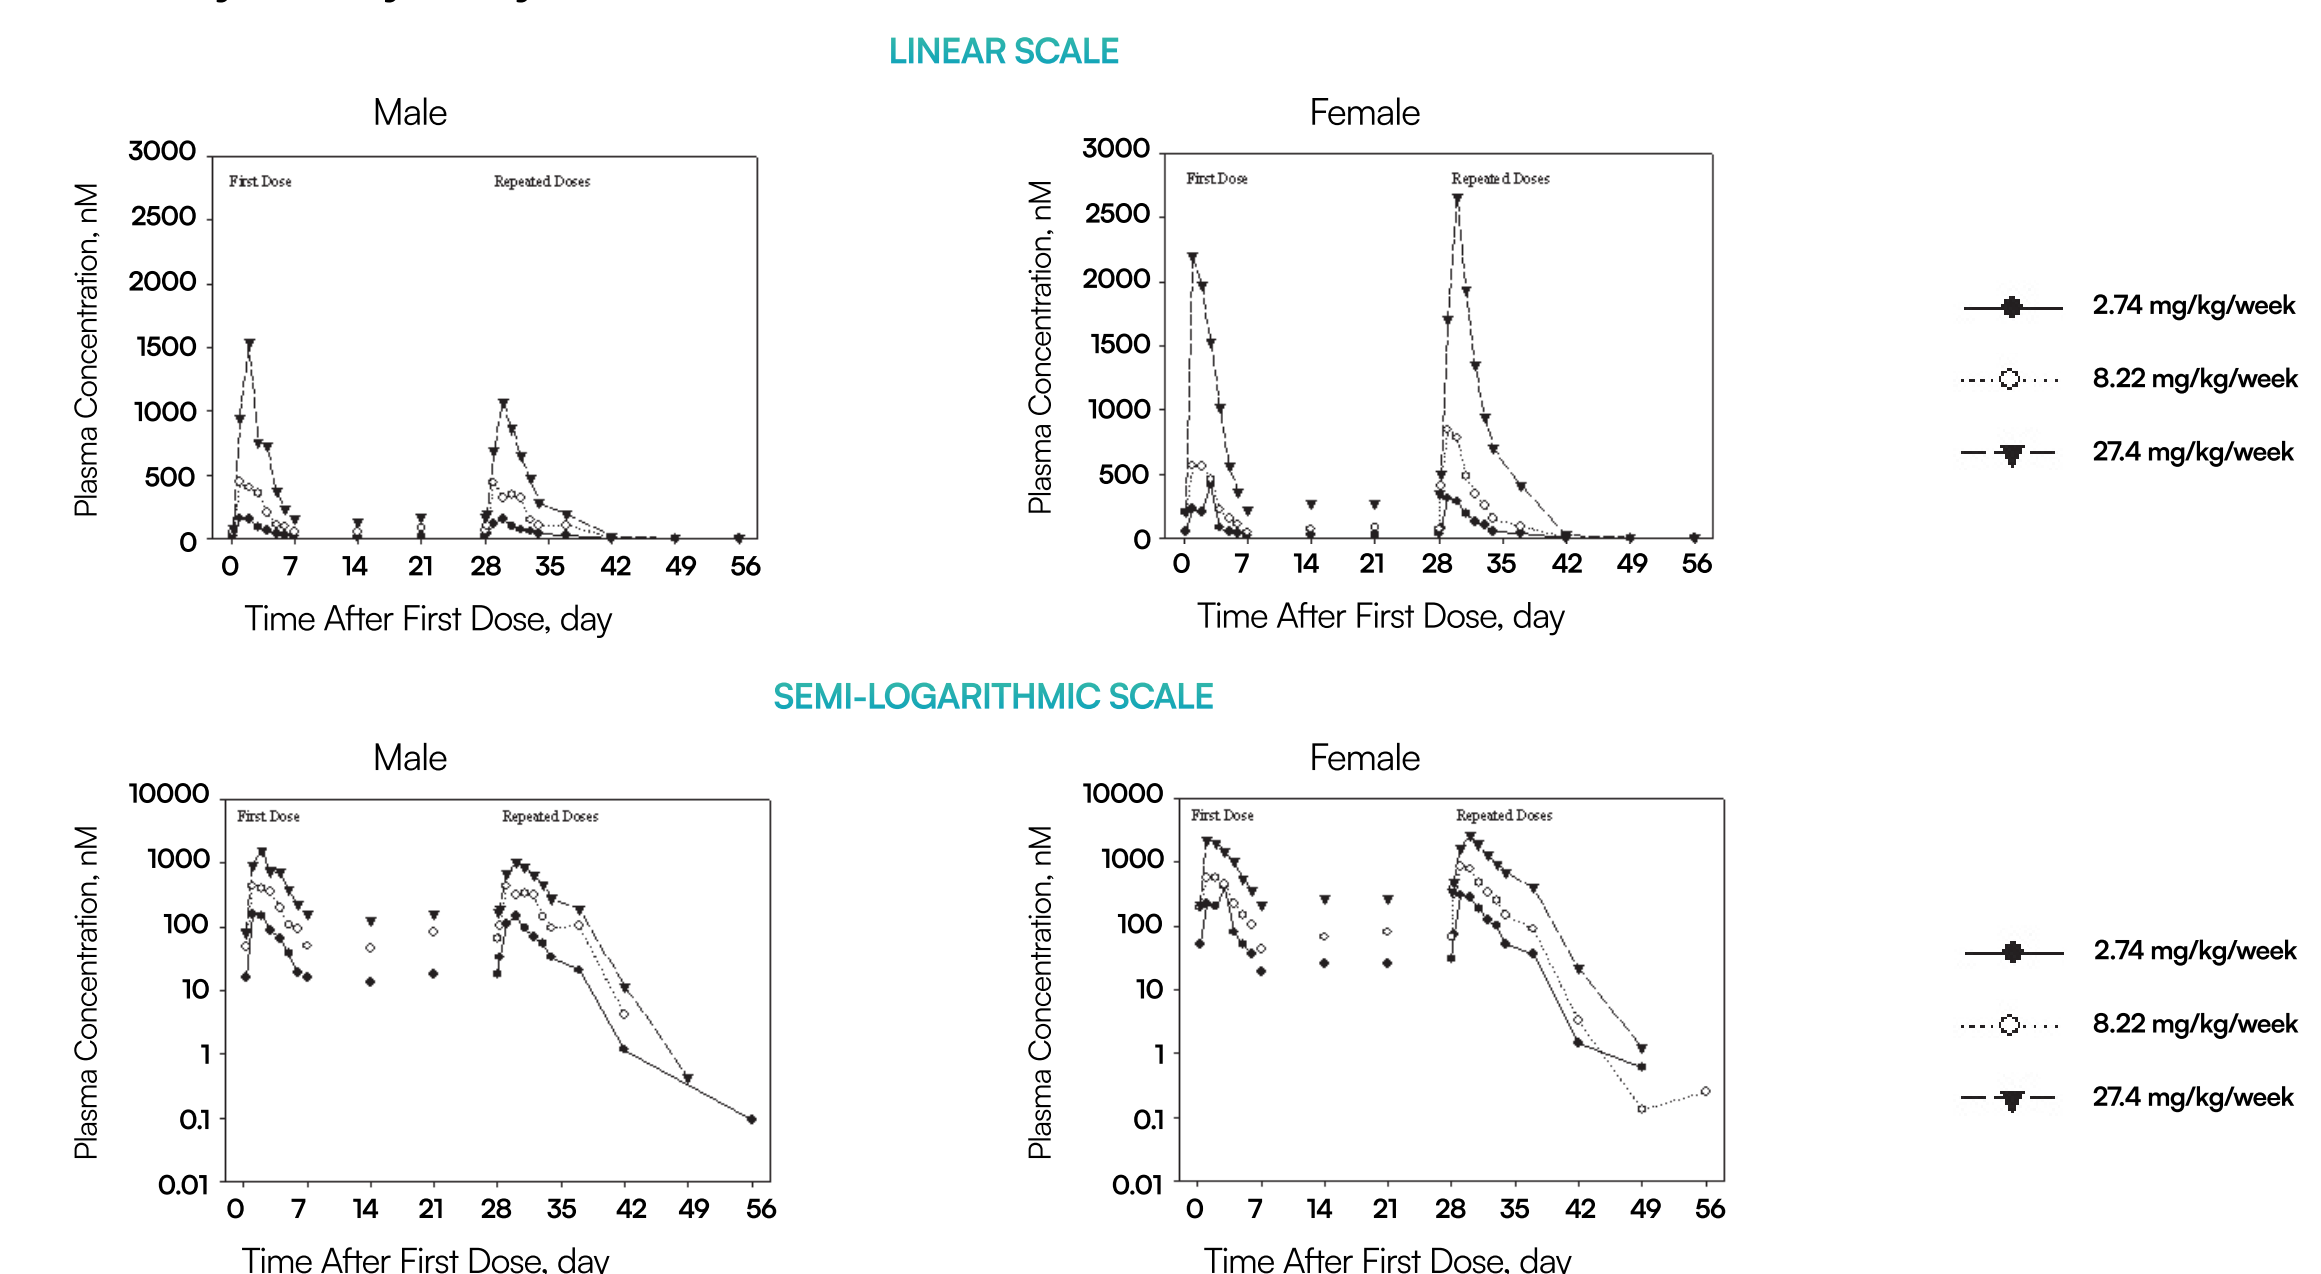 LINEAR SCALE
Male
Female
3000
2500
2000
1500
1000
500
0
Plasma Concentration, nM
First Dose
Repeated Doses
0 7 14 21 28 35 42 49 56
Time After First Dose, day
3000
2500
2000
1500
1000
500
0
Plasma Concentration, nM
First Dose
Repeated Doses
0 7 14 21 28 35 42 49 56
Time After First Dose, day
2.74 mg/kg/week
8.22 mg/kg/week
27.4 mg/kg/week
SEMI-LOGARITHMIC SCALE
Male
Female
10000
1000
100
10
1
0.1
0.01
Plasma Concentration, nM
First Dose
Repeated Doses
0 7 14 21 28 35 42 49 56
Time After First Dose, day
10000
1000
100
10
1
0.1
0.01
Plasma Concentration, nM
First Dose
Repeated Doses
0 7 14 21 28 35 42 49 56
Time After First Dose, day
2.74 mg/kg/week
8.22 mg/kg/week
27.4 mg/kg/week